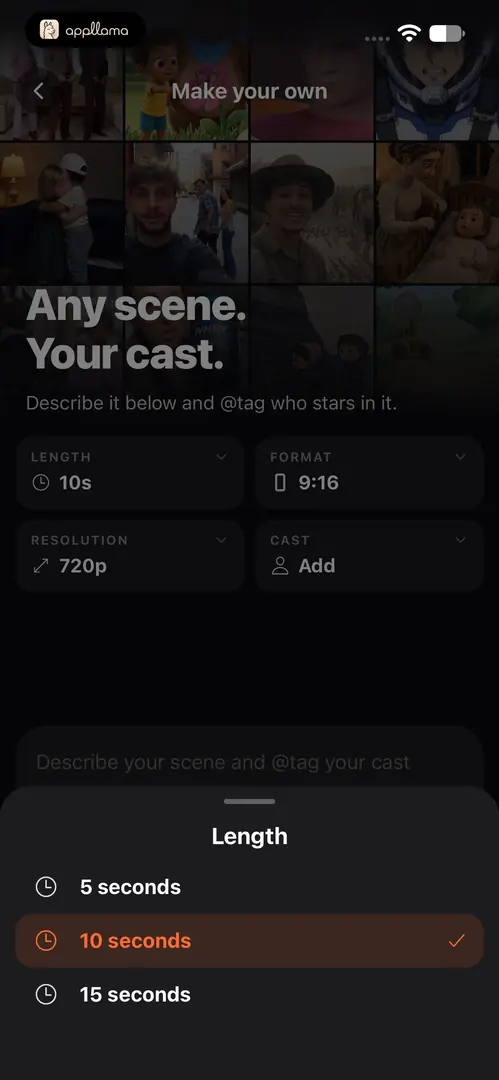 appllama
Make your own
Any scene.
Your cast.
Describe it below and @tag who stars in it.
LENGTH
10s
FORMAT
9:16
RESOLUTION
720p
CAST
Add
Describe your scene and @tag your cast
Length
5 seconds
10 seconds
15 seconds